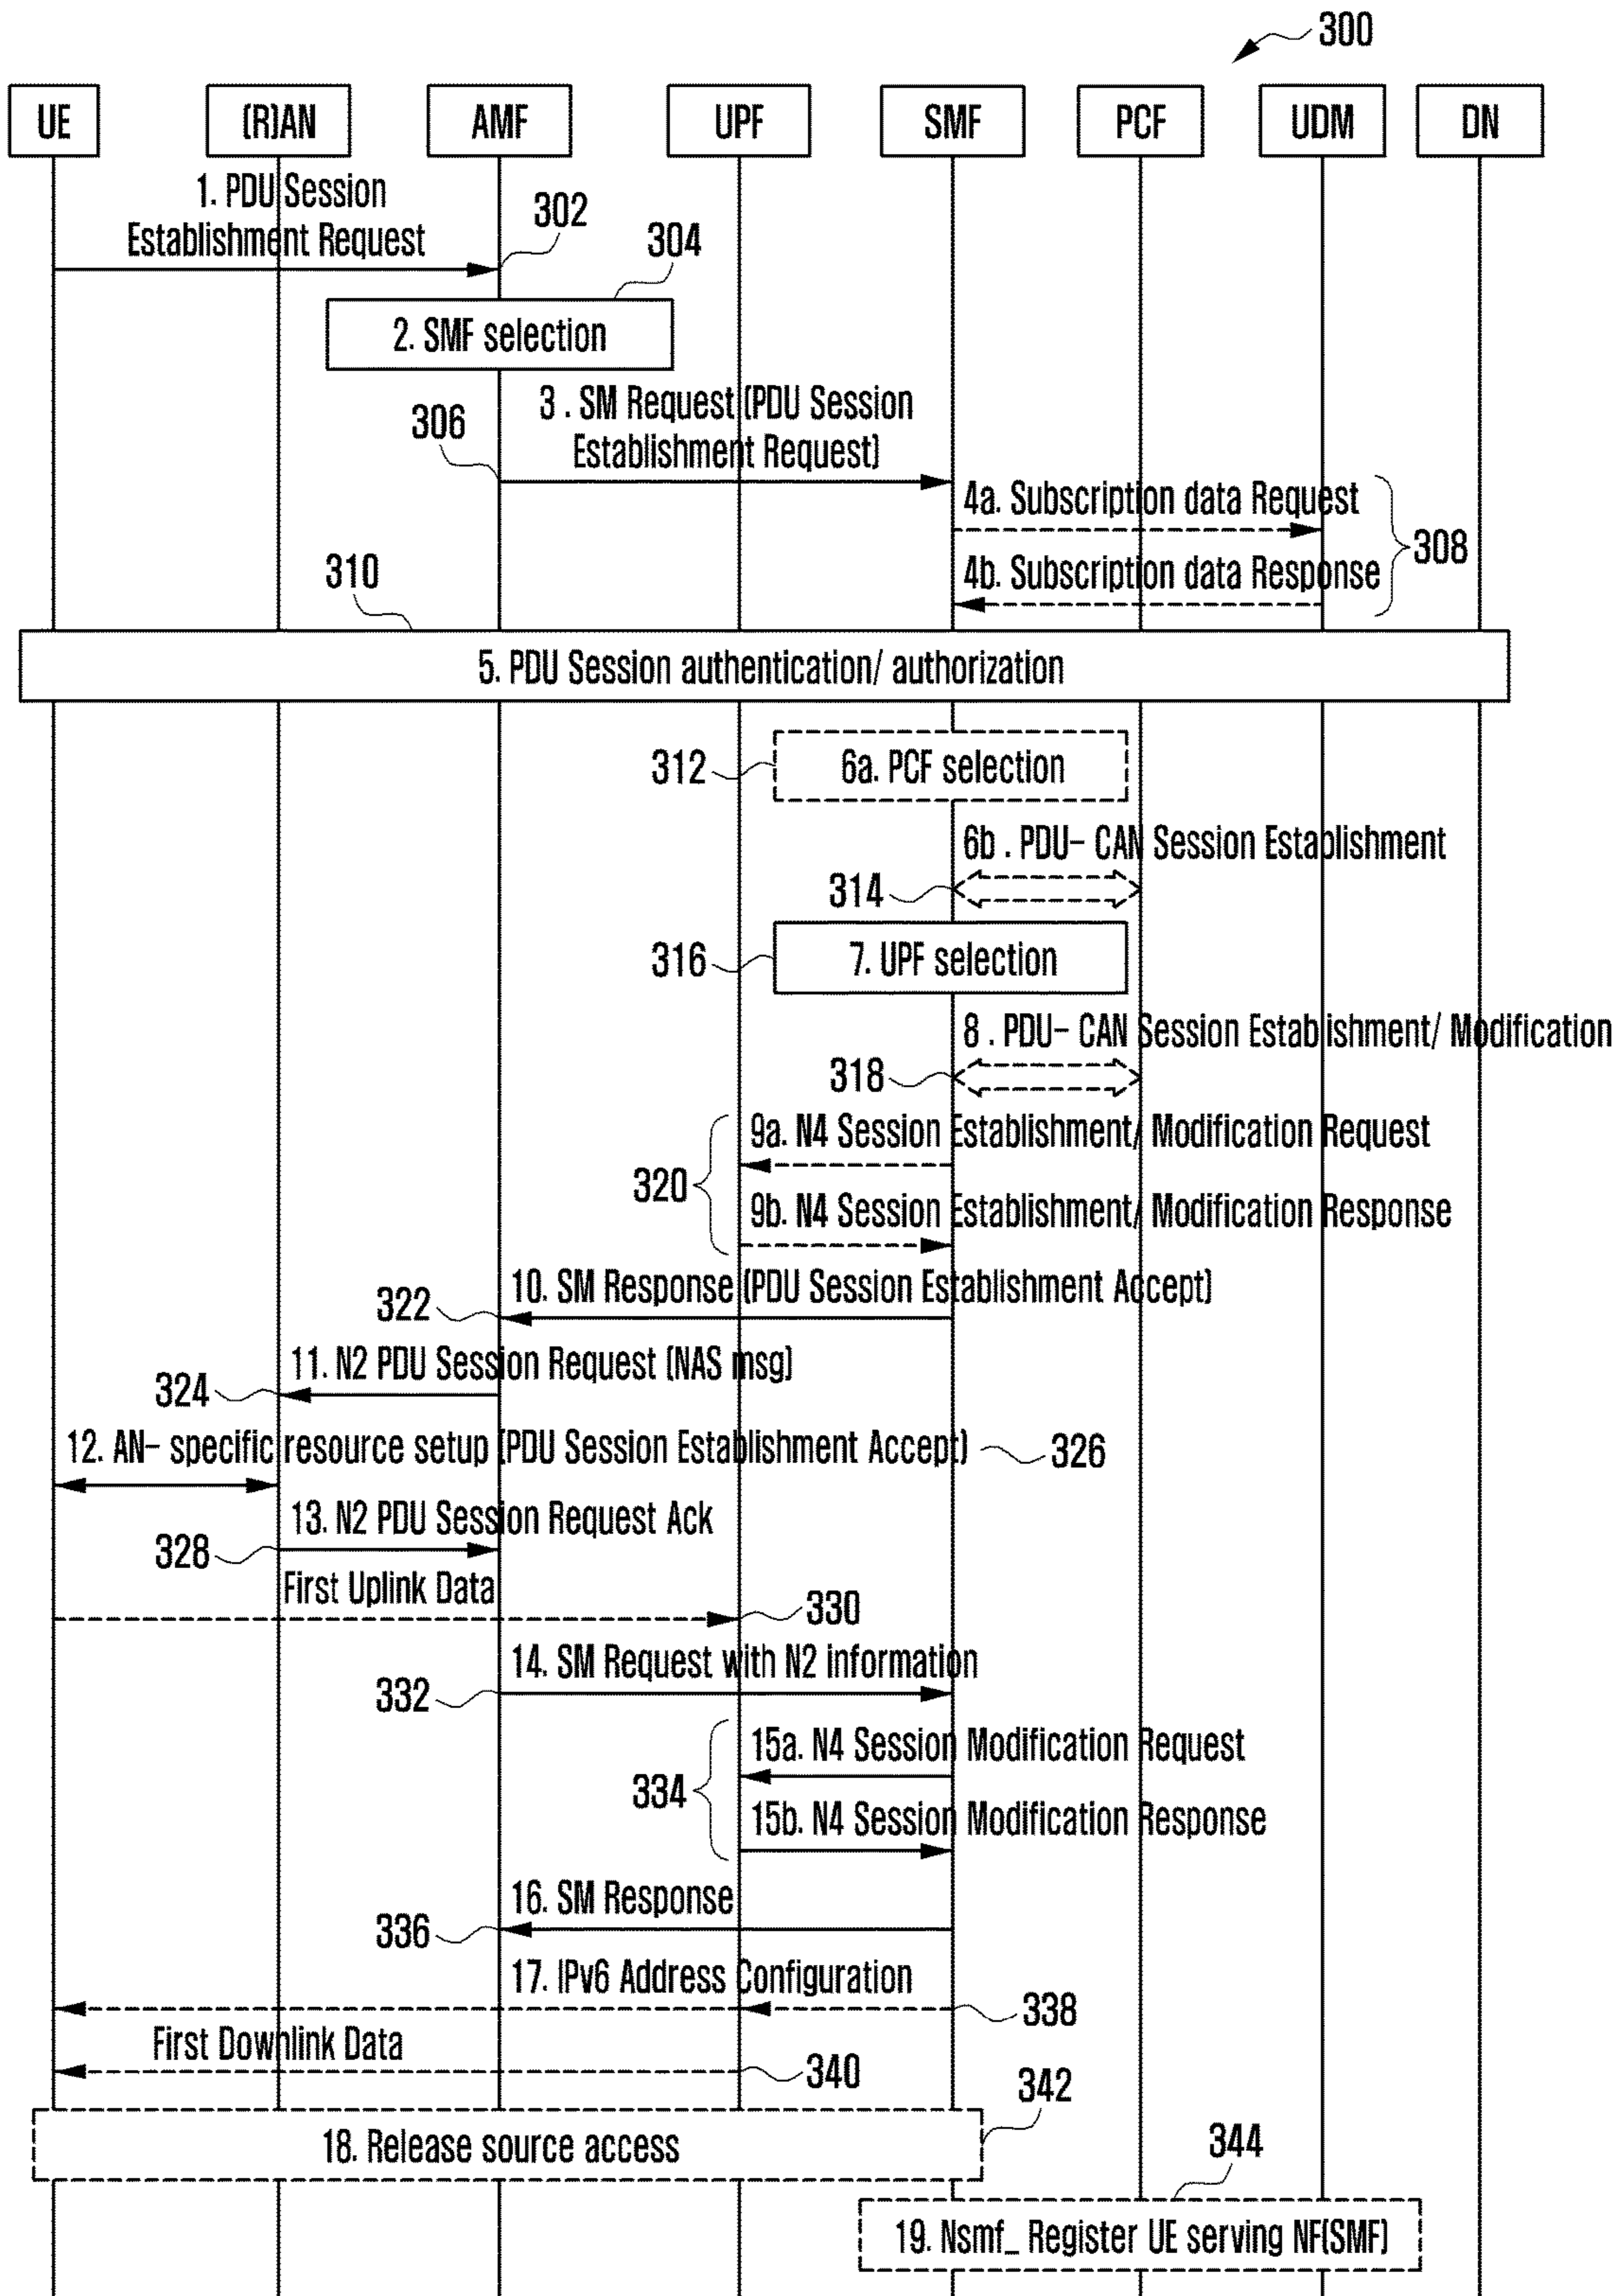 300
UE
(R)AN
AMF
UPF
SMF
PCF
UDM
DN
1. PDU Session
Establishment Request
302
304
2. SMF selection
306
3 . SM Request (PDU Session
Establishment Request)
4a. Subscription data Request
308
4b. Subscription data Response
310
5. PDU Session authentication/ authorization
312
6a. PCF selection
6b . PDU- CAN Session Establishment
314
316
7. UPF selection
8 . PDU- CAN Session Establishment/ Modification
318
9a. N4 Session Establishment/ Modification Request
320
9b. N4 Session Establishment/ Modification Response
10. SM Response (PDU Session Establishment Accept)
322
11. N2 PDU Session Request (NAS msg)
324
12. AN- specific resource setup (PDU Session Establishment Accept)
326
13. N2 PDU Session Request Ack
328
First Uplink Data
330
14. SM Request with N2 information
332
15a. N4 Session Modification Request
334
15b. N4 Session Modification Response
16. SM Response
336
17. IPv6 Address Configuration
338
First Downlink Data
340
342
18. Release source access
344
19. Nsmf_ Register UE serving NF(SMF)